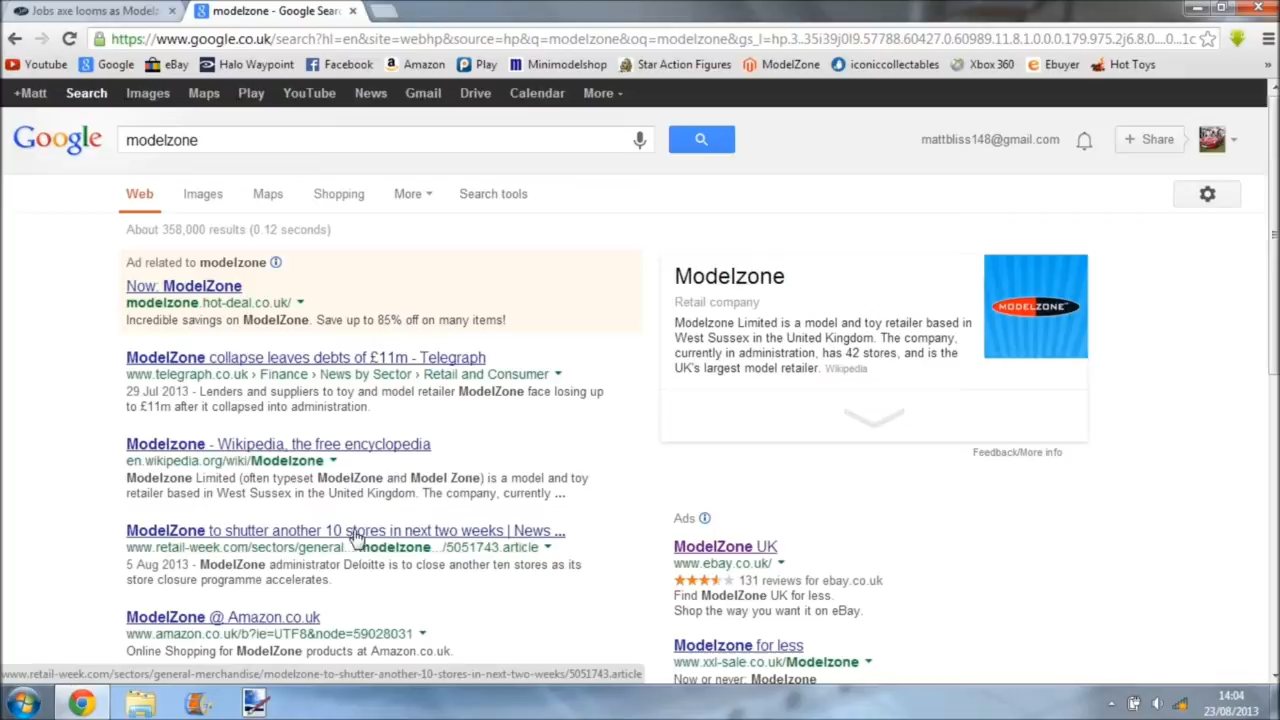 Jobs axe looms as Model
modelzone - Google Sear
https://www.google.co.uk/search?hl=en&site=webhp&source=hp&q=modelzone&oq=modelzone&gs_l=hp.3..35i39j0l9.57788.60427.0.60989.11.8.1.0.0.0.179.975.2j6.8.0....0...1c
Youtube Google eBay Halo Waypoint Facebook Amazon Play Minimodelshop Star Action Figures ModelZone iconiccollectables Xbox 360 Ebuyer Hot Toys »
+Matt Search Images Maps Play YouTube News Gmail Drive Calendar More
Google
modelzone
mattbliss148@gmail.com
+ Share
Web Images Maps Shopping More Search tools
About 358,000 results (0.12 seconds)
Ad related to modelzone
Now: ModelZone
modelzone.hot-deal.co.uk/
Incredible savings on ModelZone. Save up to 85% off on many items!
ModelZone collapse leaves debts of £11m - Telegraph
www.telegraph.co.uk › Finance › News by Sector › Retail and Consumer
29 Jul 2013 - Lenders and suppliers to toy and model retailer ModelZone face losing up
to £11m after it collapsed into administration.
Modelzone - Wikipedia, the free encyclopedia
en.wikipedia.org/wiki/Modelzone
Modelzone Limited (often typeset ModelZone and Model Zone) is a model and toy
retailer based in West Sussex in the United Kingdom. The company, currently ...
ModelZone to shutter another 10 stores in next two weeks | News ...
www.retail-week.com/sectors/general...modelzone.../5051743.article
5 Aug 2013 - ModelZone administrator Deloitte is to close another ten stores as its
store closure programme accelerates.
ModelZone @ Amazon.co.uk
www.amazon.co.uk/b?ie=UTF8&node=59028031
Online Shopping for ModelZone products at Amazon.co.uk.
Modelzone
Retail company
Modelzone Limited is a model and toy retailer based in
West Sussex in the United Kingdom. The company,
currently in administration, has 42 stores, and is the
UK's largest model retailer. Wikipedia
MODELZONE
Feedback/More info
Ads
ModelZone UK
www.ebay.co.uk/
131 reviews for ebay.co.uk
Find ModelZone UK for less.
Shop the way you want it on eBay.
Modelzone for less
www.xxl-sale.co.uk/Modelzone
Now or never: Modelzone
www.retail-week.com/sectors/general-merchandise/modelzone-to-shutter-another-10-stores-in-next-two-weeks/5051743.article
14:04
23/08/2013